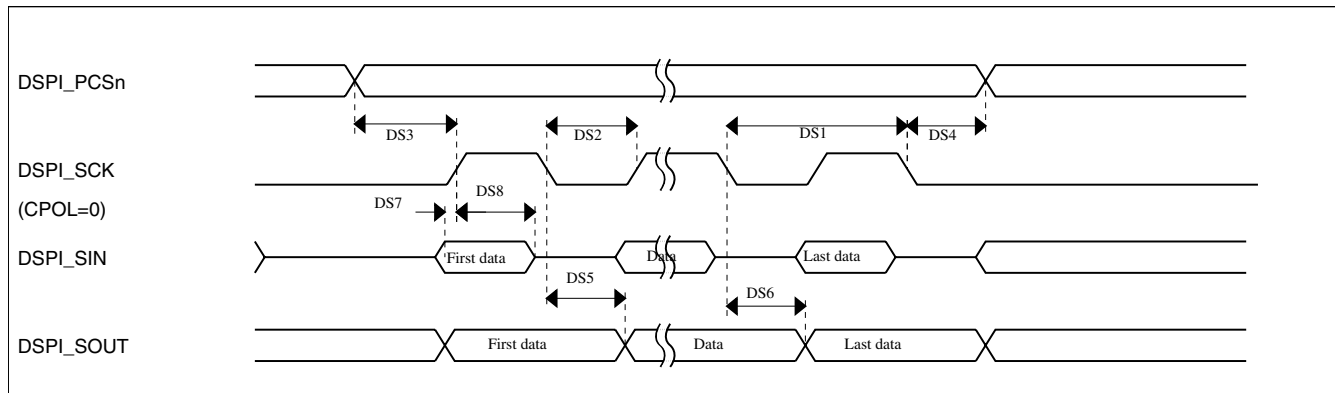 DSPI_PCSn
DS3
DS2
DS1
DS4
DSPI_SCK
(CPOL=0)
DS7
DS8
DSPI_SIN
First data
Data
Last data
DS5
DS6
DSPI_SOUT
First data
Data
Last data